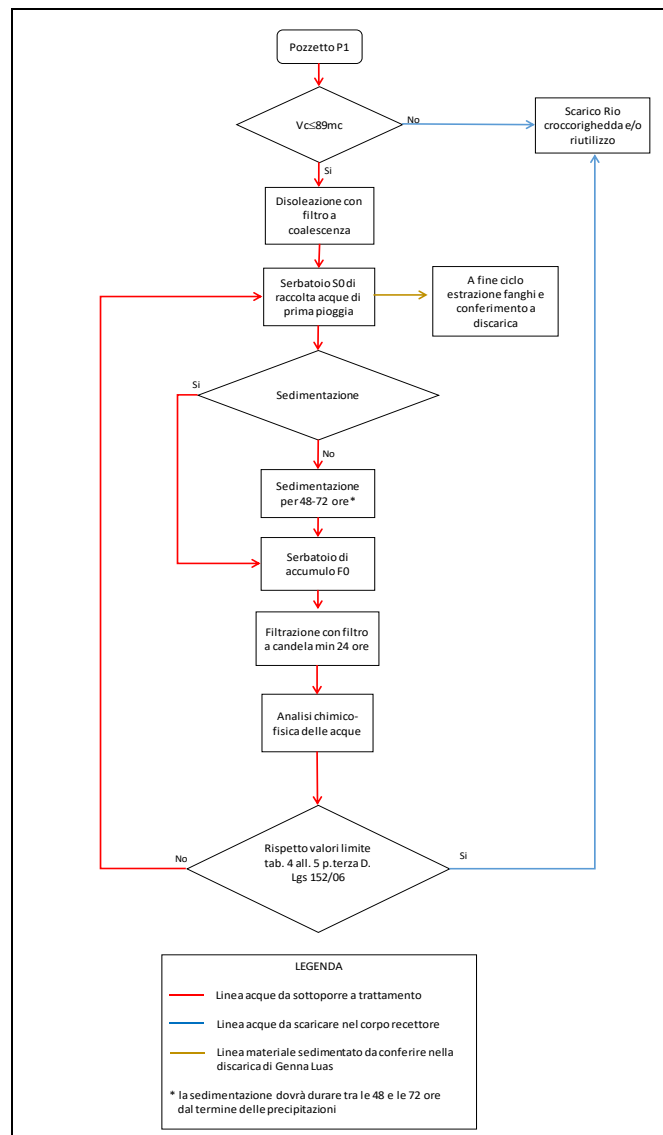 Pozzetto P1
Vc≤89mc
No
Scarico Rio
croccorighedda e/o
riutilizzo
Si
Disoleazione con
filtro a
coalescenza
Serbatoio S0 di
raccolta acque di
prima pioggia
A fine ciclo
estrazione fanghi e
conferimento a
discarica
Si
Sedimentazione
No
Sedimentazione
per 48-72 ore*
Serbatoio di
accumulo F0
Filtrazione con filtro
a candela min 24 ore
Analisi chimico-
fisica delle acque
No
Rispetto valori limite
tab. 4 all. 5 p.terza D.
Lgs 152/06
Si
LEGENDA
Linea acque da sottoporre a trattamento
Linea acque da scaricare nel corpo recettore
Linea materiale sedimentato da conferire nella
discarica di Genna Luas
* la sedimentazione dovrà durare tra le 48 e le 72 ore
dal termine delle precipitazioni